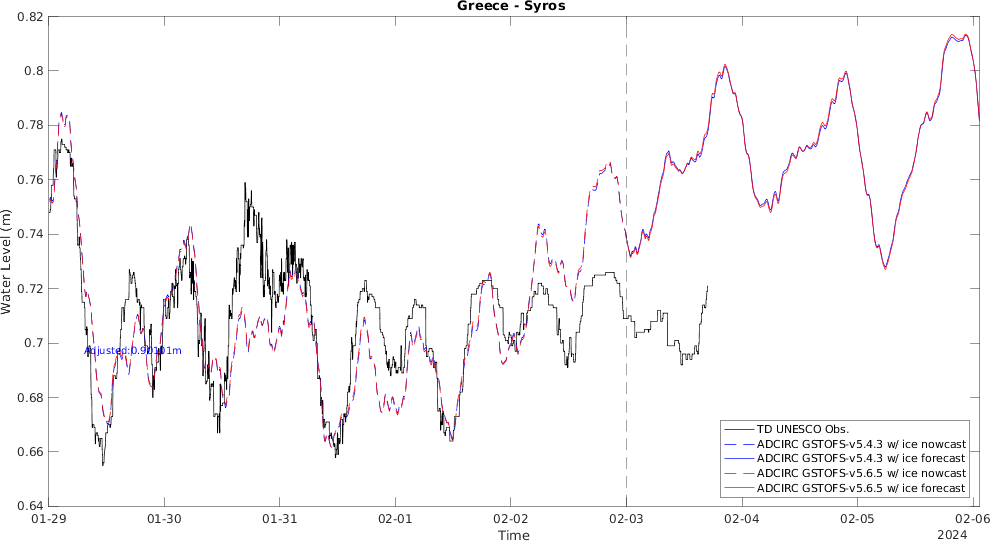 Greece - Syros
0.82
0.8
0.78
0.76
0.74
0.72
0.7
0.68
0.66
0.64
Water Level (m)
01-29
01-30
01-31
02-01
02-02
02-03
02-04
02-05
02-06
Time
2024
TD UNESCO Obs.
ADCIRC GSTOFS-v5.4.3 w/ ice nowcast
ADCIRC GSTOFS-v5.4.3 w/ ice forecast
ADCIRC GSTOFS-v5.6.5 w/ ice nowcast
ADCIRC GSTOFS-v5.6.5 w/ ice forecast